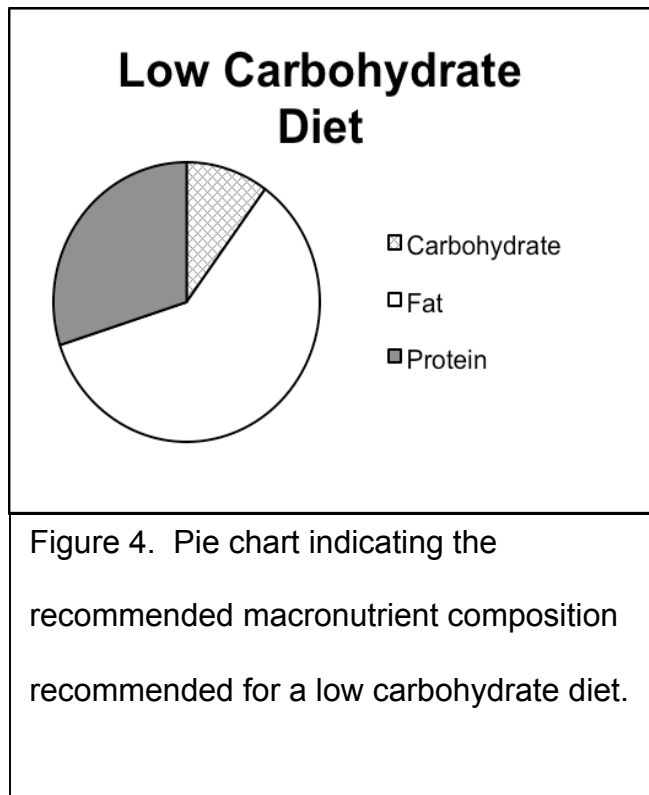 Low Carbohydrate
Diet
Carbohydrate
Fat
Protein
Figure 4.  Pie chart indicating the
recommended macronutrient composition
recommended for a low carbohydrate diet.